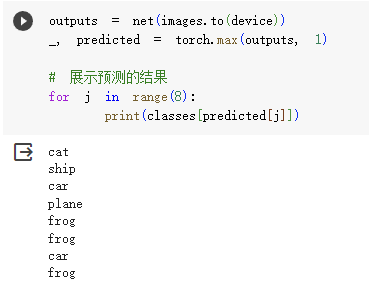 outputs = net(images.to(device))
_, predicted = torch.max(outputs, 1)
# 展示预测的结果
for j in range(8):
print(classes[predicted[j]])
cat
ship
car
plane
frog
frog
car
frog